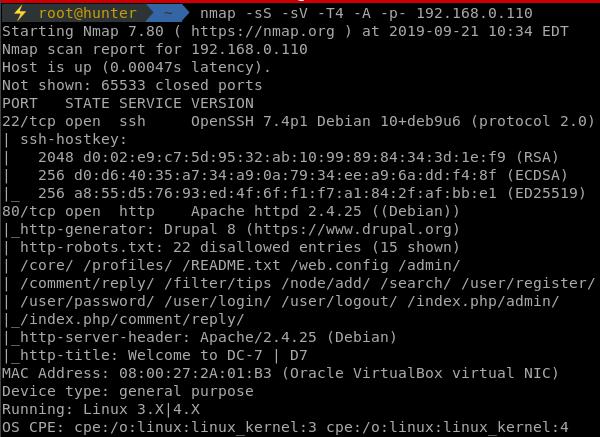 ⚡ root@hunter ~ nmap -sS -sV -T4 -A -p- 192.168.0.110
Starting Nmap 7.80 ( https://nmap.org ) at 2019-09-21 10:34 EDT
Nmap scan report for 192.168.0.110
Host is up (0.00047s latency).
Not shown: 65533 closed ports
PORT   STATE SERVICE VERSION
22/tcp open  ssh     OpenSSH 7.4p1 Debian 10+deb9u6 (protocol 2.0)
| ssh-hostkey:
|   2048 d0:02:e9:c7:5d:95:32:ab:10:99:89:84:34:3d:1e:f9 (RSA)
|   256 d0:d6:40:35:a7:34:a9:0a:79:34:ee:a9:6a:dd:f4:8f (ECDSA)
|_  256 a8:55:d5:76:93:ed:4f:6f:f1:f7:a1:84:2f:af:bb:e1 (ED25519)
80/tcp open  http    Apache httpd 2.4.25 ((Debian))
|_http-generator: Drupal 8 (https://www.drupal.org)
| http-robots.txt: 22 disallowed entries (15 shown)
| /core/ /profiles/ /README.txt /web.config /admin/
| /comment/reply/ /filter/tips /node/add/ /search/ /user/register/
| /user/password/ /user/login/ /user/logout/ /index.php/admin/
|_/index.php/comment/reply/
|_http-server-header: Apache/2.4.25 (Debian)
|_http-title: Welcome to DC-7 | D7
MAC Address: 08:00:27:2A:01:B3 (Oracle VirtualBox virtual NIC)
Device type: general purpose
Running: Linux 3.X|4.X
OS CPE: cpe:/o:linux:linux_kernel:3 cpe:/o:linux:linux_kernel:4